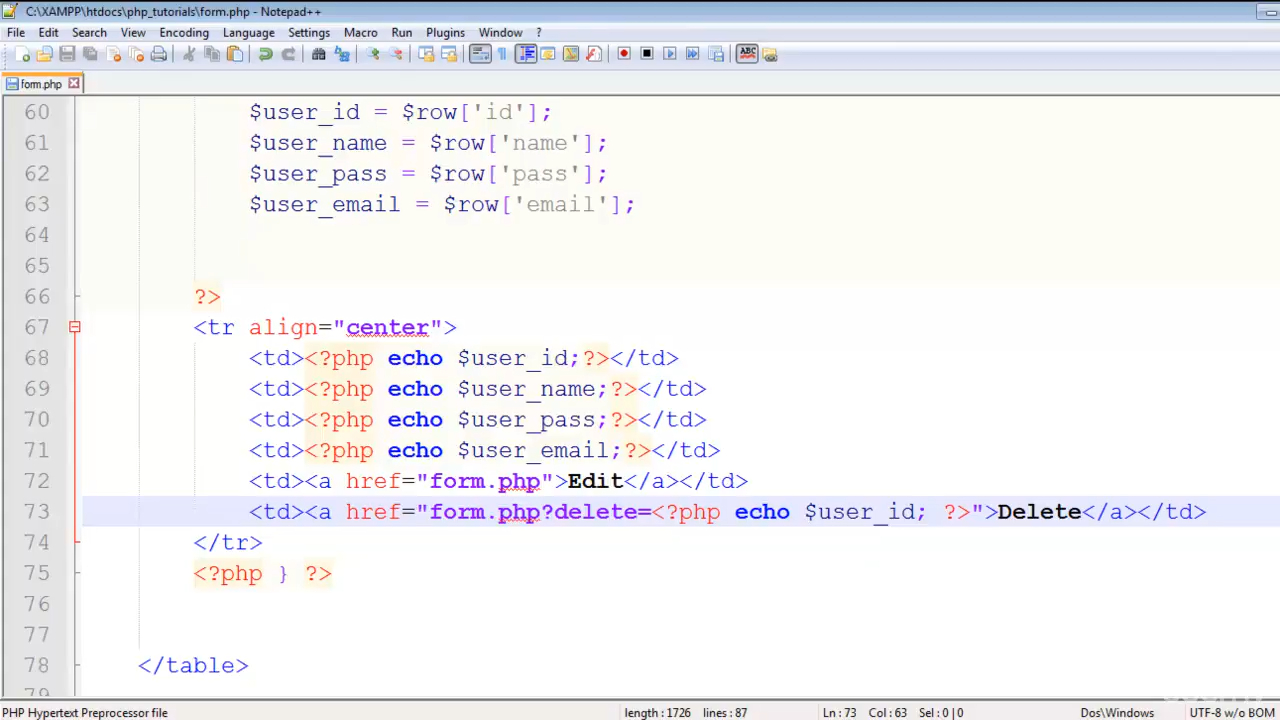 C:\XAMPP\htdocs\php_tutorials\form.php - Notepad++
File Edit Search View Encoding Language Settings Macro Run Plugins Window ?
form.php
60 $user_id = $row['id'];
61 $user_name = $row['name'];
62 $user_pass = $row['pass'];
63 $user_email = $row['email'];
64
65
66 ?>
67 <tr align="center">
68 <td><?php echo $user_id;?></td>
69 <td><?php echo $user_name;?></td>
70 <td><?php echo $user_pass;?></td>
71 <td><?php echo $user_email;?></td>
72 <td><a href="form.php">Edit</a></td>
73 <td><a href="form.php?delete=<?php echo $user_id; ?>">Delete</a></td>
74 </tr>
75 <?php } ?>
76
77
78 </table>
79
PHP Hypertext Preprocessor file length : 1726 lines : 87 Ln : 73 Col : 63 Sel : 0 | 0 Dos\Windows UTF-8 w/o BOM